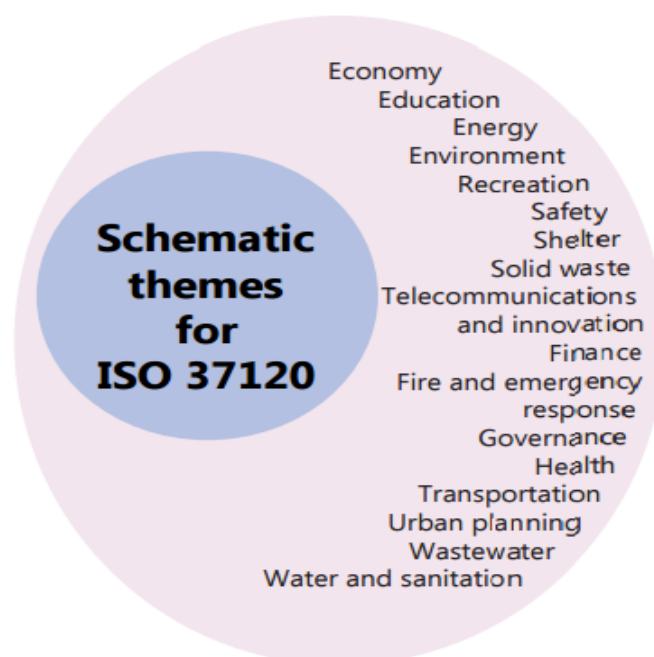 Schematic
themes
for
ISO 37120
Economy
Education
Energy
Environment
Recreation
Safety
Shelter
Solid waste
Telecommunications
and innovation
Finance
Fire and emergency
response
Governance
Health
Transportation
Urban planning
Wastewater
Water and sanitation